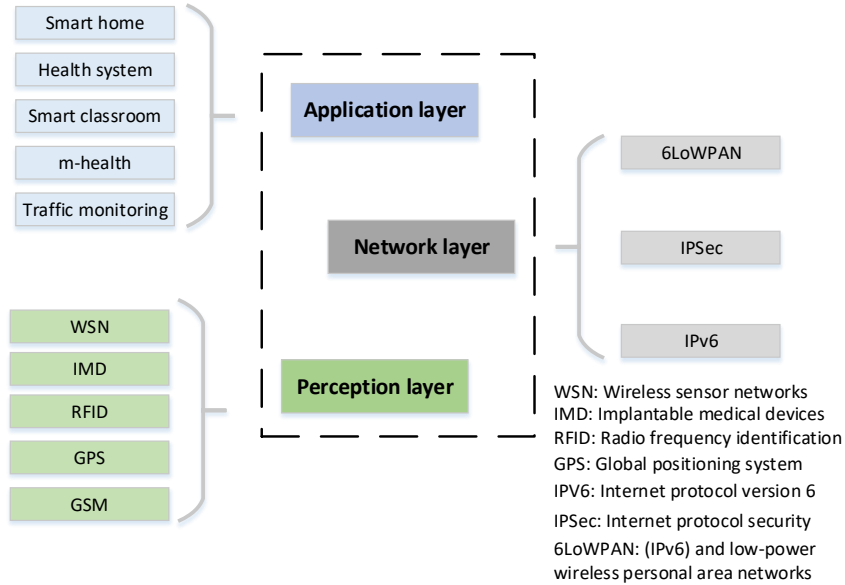 Smart home
Health system
Smart classroom
m-health
Traffic monitoring
Application layer
Network layer
Perception layer
6LoWPAN
IPSec
IPv6
WSN
IMD
RFID
GPS
GSM
WSN: Wireless sensor networks
IMD: Implantable medical devices
RFID: Radio frequency identification
GPS: Global positioning system
IPV6: Internet protocol version 6
IPSec: Internet protocol security
6LoWPAN: (IPv6) and low-power
wireless personal area networks